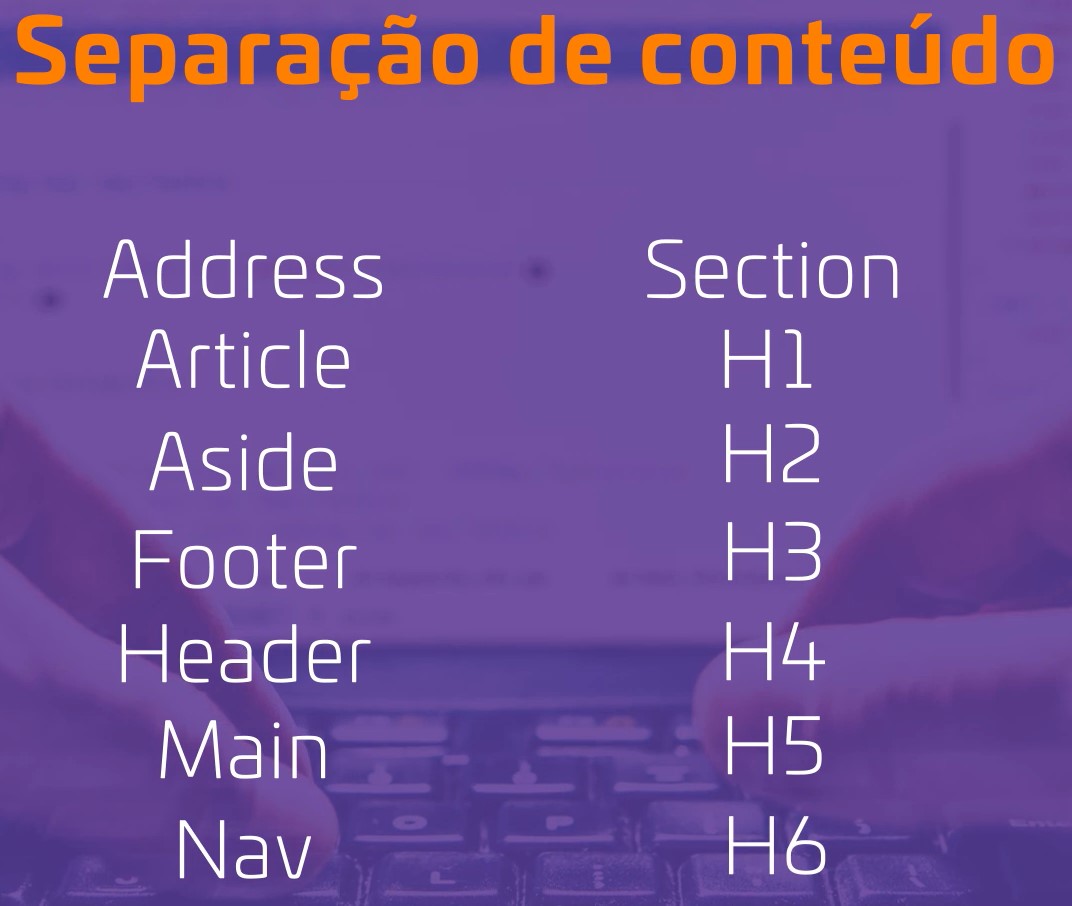 Separação de conteúdo
Address
Article
Aside
Footer
Header
Main
Nav
Section
H1
H2
H3
H4
H5
H6